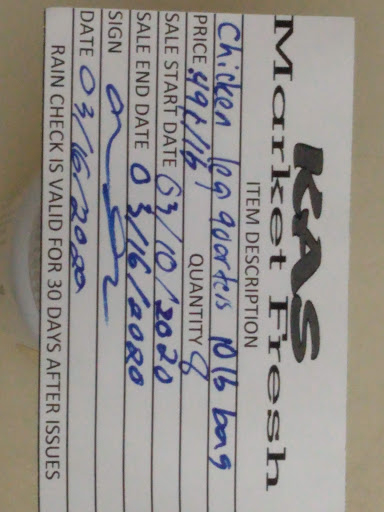 KAS
Market Fresh
ITEM DESCRIPTION
Chicken leg quarters 10 lb bag
PRICE .49¢/lb QUANTITY
SALE START DATE 03/10/2020
SALE END DATE 03/16/2020
SIGN
DATE 03/16/2020
RAIN CHECK IS VALID FOR 30 DAYS AFTER ISSUES